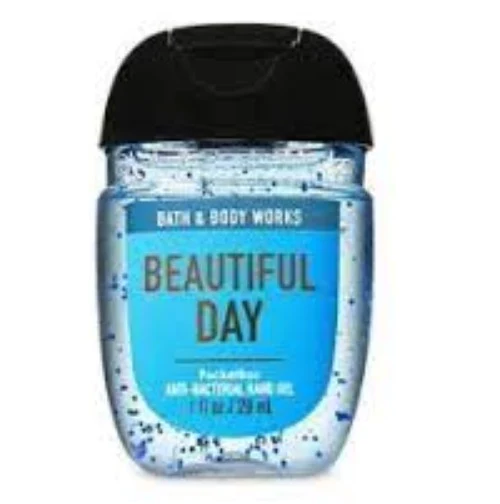 BATH & BODY WORKS
BEAUTIFUL
DAY
PocketBac
ANTI-BACTERIAL HAND GEL
1 fl oz / 29 mL